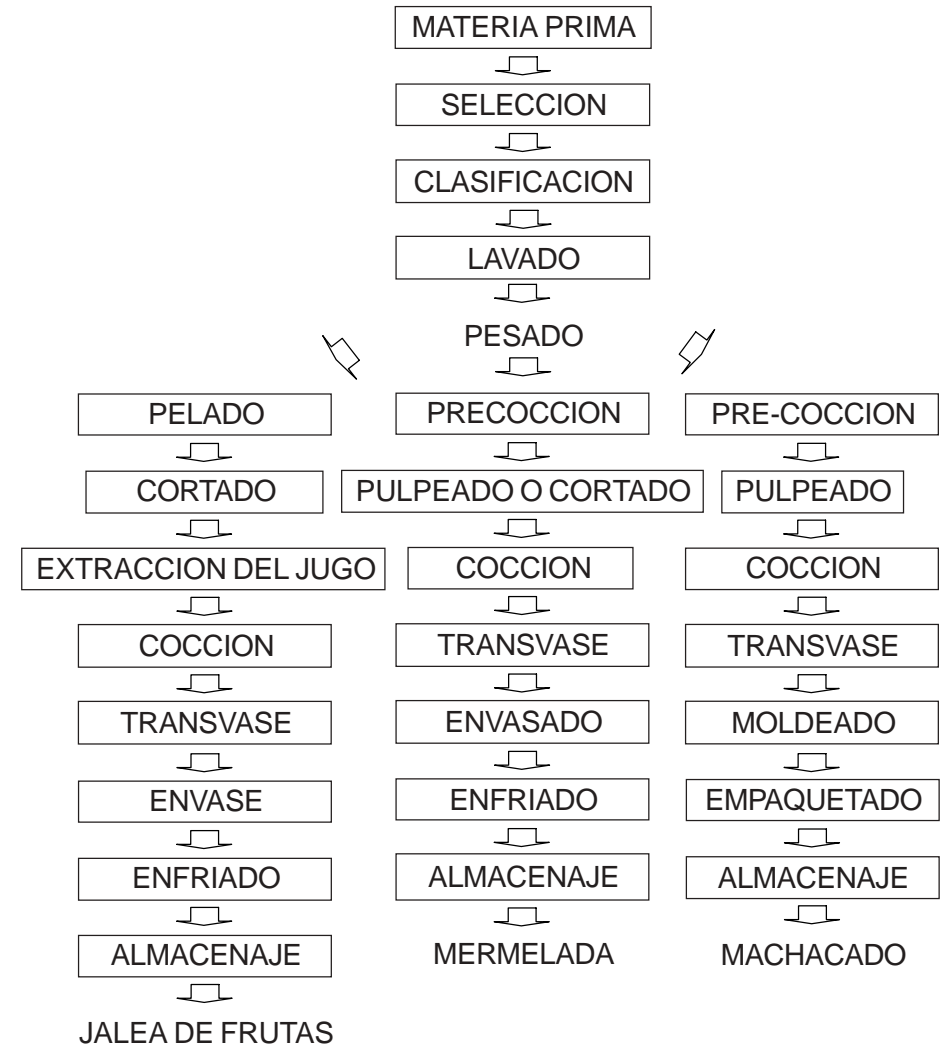 MATERIA PRIMA
SELECCION
CLASIFICACION
LAVADO
PESADO
PELADO
CORTADO
EXTRACCION DEL JUGO
COCCION
TRANSVASE
ENVASE
ENFRIADO
ALMACENAJE
JALEA DE FRUTAS
PRECOCCION
PULPEADO O CORTADO
COCCION
TRANSVASE
ENVASADO
ENFRIADO
ALMACENAJE
MERMELADA
PRE-COCCION
PULPEADO
COCCION
TRANSVASE
MOLDEADO
EMPAQUETADO
ALMACENAJE
MACHACADO